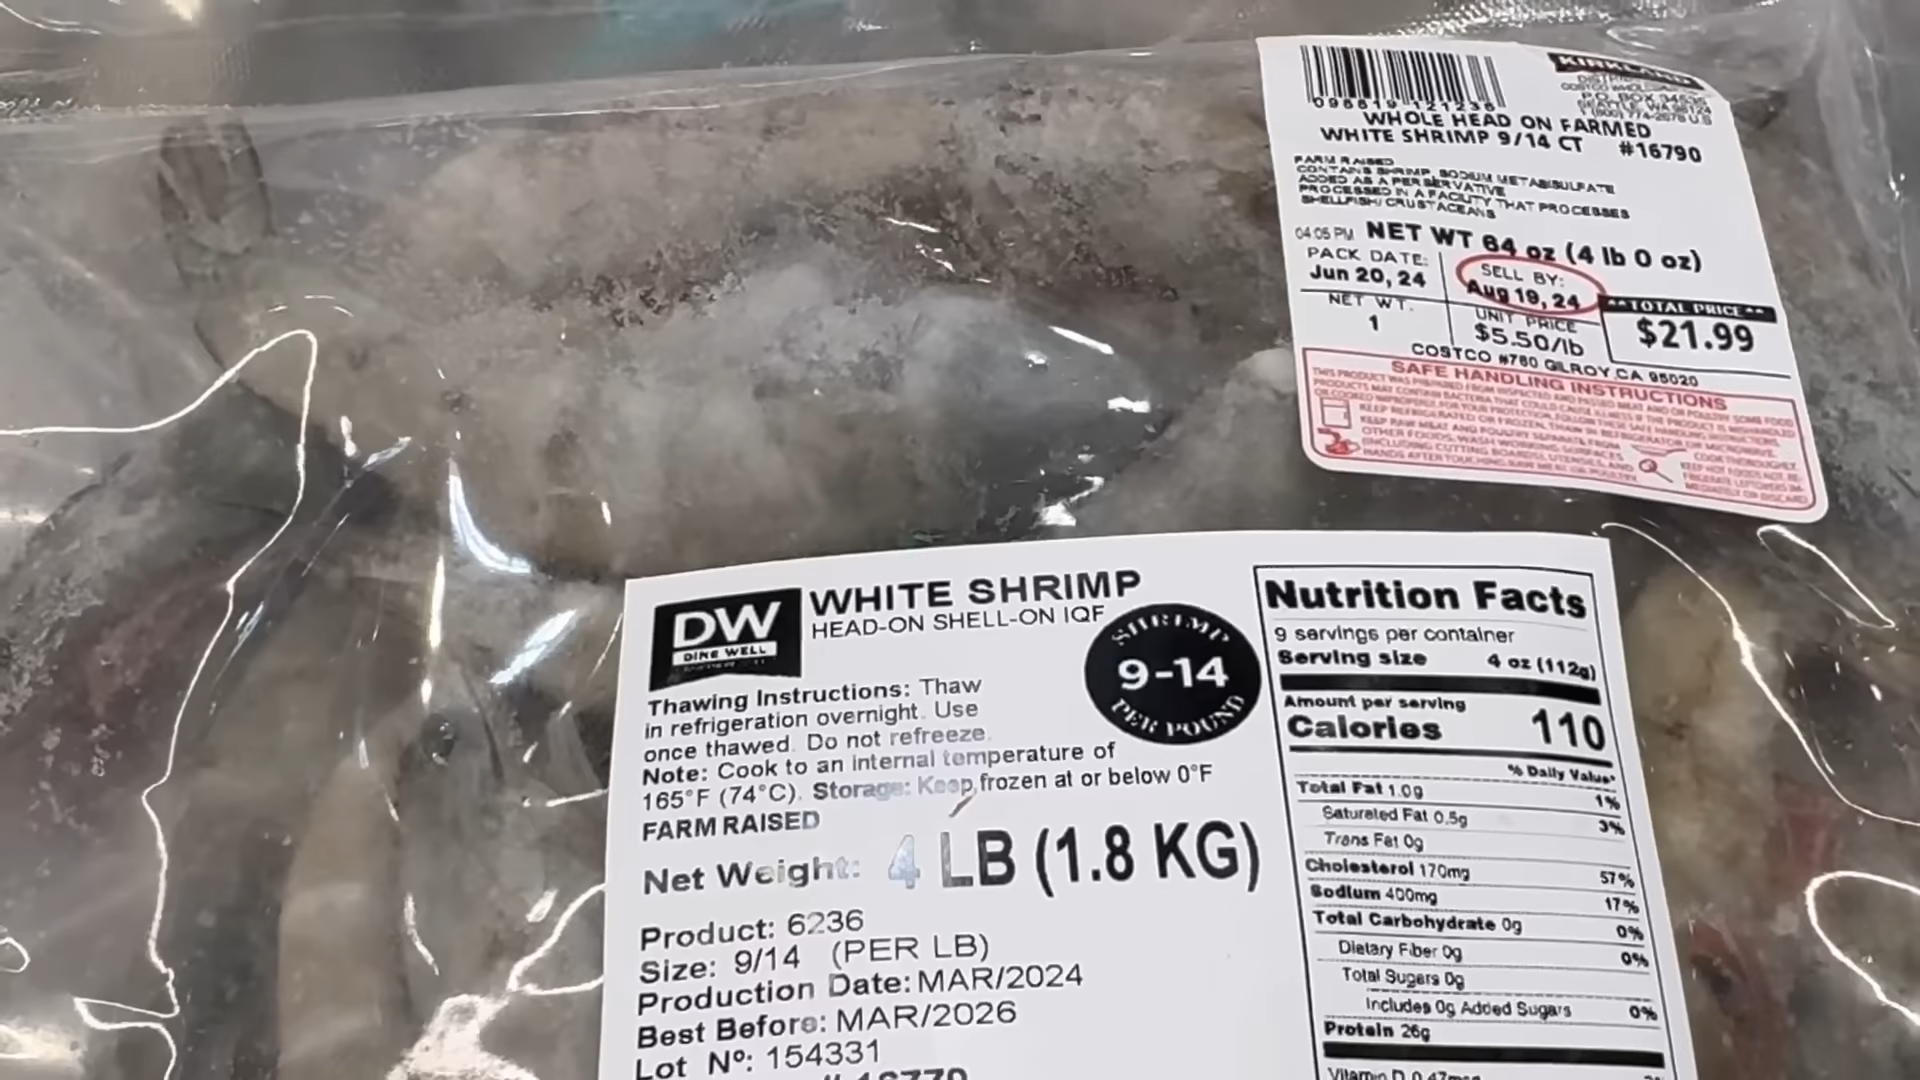 KIRKLAND
098619 121236
WHOLE HEAD ON FARMED
WHITE SHRIMP 9/14 CT #16790
FARM RAISED
CONTAINS SHRIMP, SODIUM METABISULFATE
ADDED AS A PERSERVATIVE
PROCESSED IN A FACILITY THAT PROCESSES
SHELLFISH/ CRUSTACEANS
04:05 PM NET WT 64 oz (4 lb 0 oz)
PACK DATE: SELL BY:
Jun 20, 24 Aug 19, 24 **TOTAL PRICE**
NET WT. UNIT PRICE $21.99
1 $5.50/lb
COSTCO #760 GILROY, CA 95020
SAFE HANDLING INSTRUCTIONS
DW
DINE WELL
WHITE SHRIMP
HEAD-ON SHELL-ON IQF
SHRIMP
9-14
PER POUND
Thawing Instructions: Thaw
in refrigeration overnight. Use
once thawed. Do not refreeze.
Note: Cook to an internal temperature of
165°F (74°C). Storage: Keep frozen at or below 0°F
FARM RAISED
Net Weight: 4 LB (1.8 KG)
Product: 6236
Size: 9/14 (PER LB)
Production Date: MAR/2024
Best Before: MAR/2026
Lot Nº: 154331
Nutrition Facts
9 servings per container
Serving size 4 oz (112g)
Amount per serving
Calories 110
% Daily Value*
Total Fat 1.0g 1%
Saturated Fat 0.5g 3%
Trans Fat 0g
Cholesterol 170mg 57%
Sodium 400mg 17%
Total Carbohydrate 0g 0%
Dietary Fiber 0g 0%
Total Sugars 0g
Includes 0g Added Sugars 0%
Protein 26g